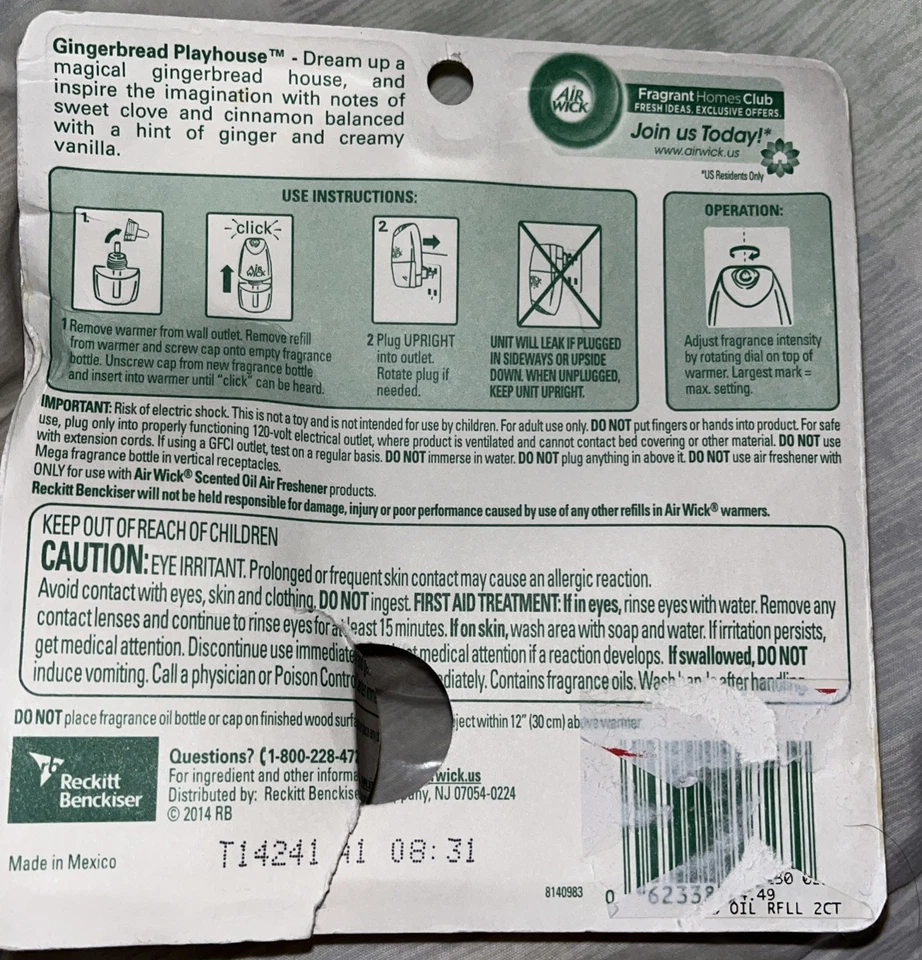 Gingerbread Playhouse™ - Dream up a
magical gingerbread house, and
inspire the imagination with notes of
sweet clove and cinnamon balanced
with a hint of ginger and creamy
vanilla.
AIR
WICK
Fragrant Homes Club
FRESH IDEAS. EXCLUSIVE OFFERS.
Join us Today!*
www.airwick.us
*US Residents Only
USE INSTRUCTIONS:
1.
click
AIR
WICK
2
1 Remove warmer from wall outlet. Remove refill
from warmer and screw cap onto empty fragrance
bottle. Unscrew cap from new fragrance bottle
and insert into warmer until "click" can be heard.
2 Plug UPRIGHT
into outlet.
Rotate plug if
needed.
UNIT WILL LEAK IF PLUGGED
IN SIDEWAYS OR UPSIDE
DOWN. WHEN UNPLUGGED,
KEEP UNIT UPRIGHT.
OPERATION:
Adjust fragrance intensity
by rotating dial on top of
warmer. Largest mark =
max. setting.
IMPORTANT: Risk of electric shock. This is not a toy and is not intended for use by children. For adult use only. DO NOT put fingers or hands into product. For safe
use, plug only into properly functioning 120-volt electrical outlet, where product is ventilated and cannot contact bed covering or other material. DO NOT use
with extension cords. If using a GFCI outlet, test on a regular basis. DO NOT immerse in water. DO NOT plug anything in above it. DO NOT use air freshener with
Mega fragrance bottle in vertical receptacles.
ONLY for use with Air Wick® Scented Oil Air Freshener products.
Reckitt Benckiser will not be held responsible for damage, injury or poor performance caused by use of any other refills in Air Wick® warmers.
KEEP OUT OF REACH OF CHILDREN
CAUTION: EYE IRRITANT. Prolonged or frequent skin contact may cause an allergic reaction.
Avoid contact with eyes, skin and clothing. DO NOT ingest. FIRST AID TREATMENT: If in eyes, rinse eyes with water. Remove any
contact lenses and continue to rinse eyes for at least 15 minutes. If on skin, wash area with soap and water. If irritation persists,
get medical attention. Discontinue use immediate medical attention if a reaction develops. If swallowed, DO NOT
induce vomiting. Call a physician or Poison Contro diately. Contains fragrance oils. Wash after handling
DO NOT place fragrance oil bottle or cap on finished wood surf ject within 12" (30 cm) above warmer
rb
Reckitt
Benckiser
Questions? 1-800-228-47
For ingredient and other informa wick.us
Distributed by: Reckitt Benckise pany, NJ 07054-0224
© 2014 RB
Made in Mexico
T14241 41 08:31
8140983
0 62338
.49
OIL RFLL 2CT